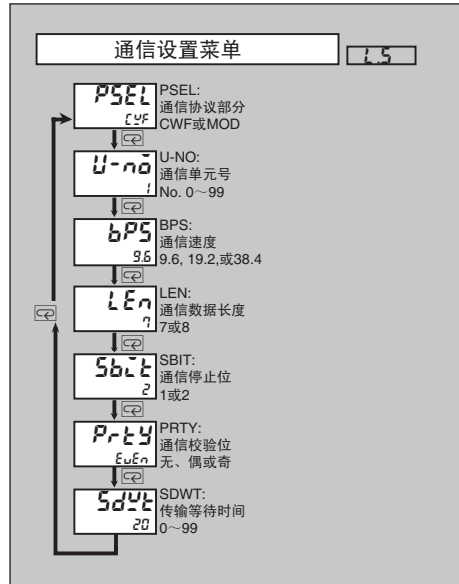 通信设置菜单
L.5
PSEL
CWF
PSEL:
通信协议部分
CWF或MOD
U-no
1
U-NO:
通信单元号
No. 0～99
bPS
9.6
BPS:
通信速度
9.6, 19.2,或38.4
LEn
7
LEN:
通信数据长度
7或8
Sbit
2
SBIT:
通信停止位
1或2
PrtY
EvEn
PRTY:
通信校验位
无、偶或奇
SdWt
20
SDWT:
传输等待时间
0～99